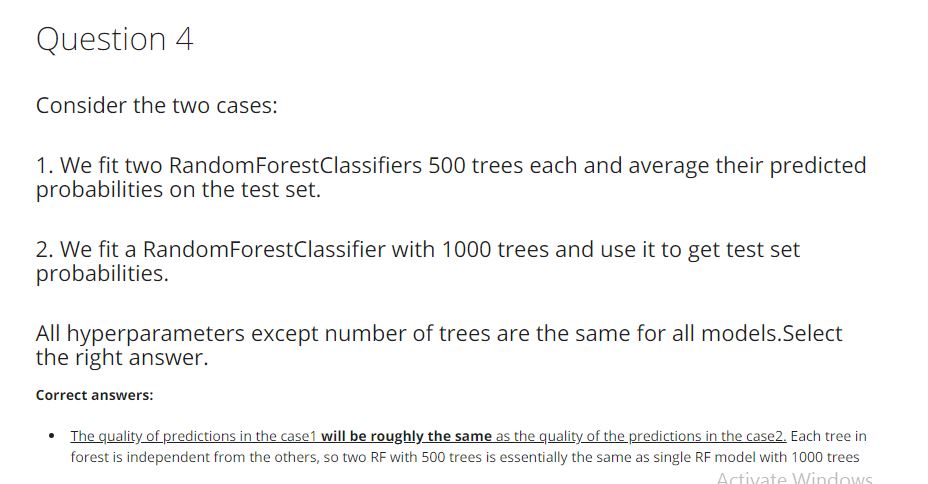 Question 4
Consider the two cases:
1. We fit two RandomForestClassifiers 500 trees each and average their predicted
probabilities on the test set.
2. We fit a RandomForestClassifier with 1000 trees and use it to get test set
probabilities.
All hyperparameters except number of trees are the same for all models.Select
the right answer.
Correct answers:
• The quality of predictions in the case1 will be roughly the same as the quality of the predictions in the case2. Each tree in
forest is independent from the others, so two RF with 500 trees is essentially the same as single RF model with 1000 trees
Activate Windows